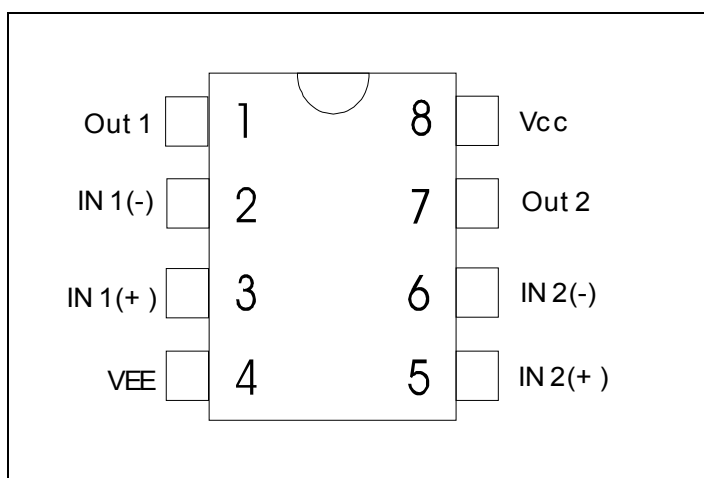 Out 1 1 8 Vcc
IN 1(-) 2 7 Out 2
IN 1(+ ) 3 6 IN 2(-)
VEE 4 5 IN 2(+ )